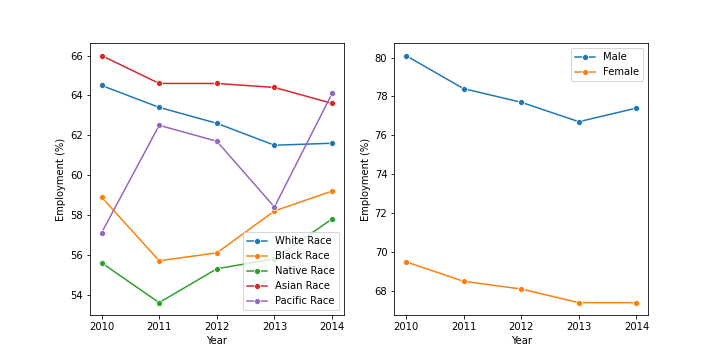 66
64
62
60
58
56
54
Employment (%)
2010 2011 2012 2013 2014
Year
White Race
Black Race
Native Race
Asian Race
Pacific Race
80
78
76
74
72
70
68
Employment (%)
2010 2011 2012 2013 2014
Year
Male
Female